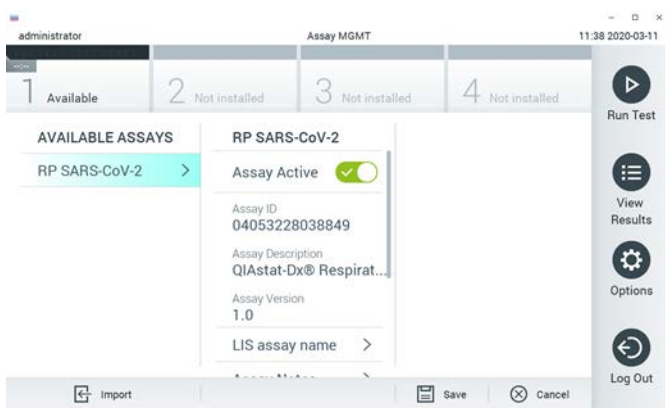 administrator Assay MGMT 11:38 2020-03-11
1 Available 2 Not installed 3 Not installed 4 Not installed
Run Test
AVAILABLE ASSAYS
RP SARS-CoV-2
RP SARS-CoV-2
Assay Active
Assay ID
04053228038849
Assay Description
QIAstat-Dx® Respirat...
Assay Version
1.0
LIS assay name
View
Results
Options
Log Out
Import Save Cancel